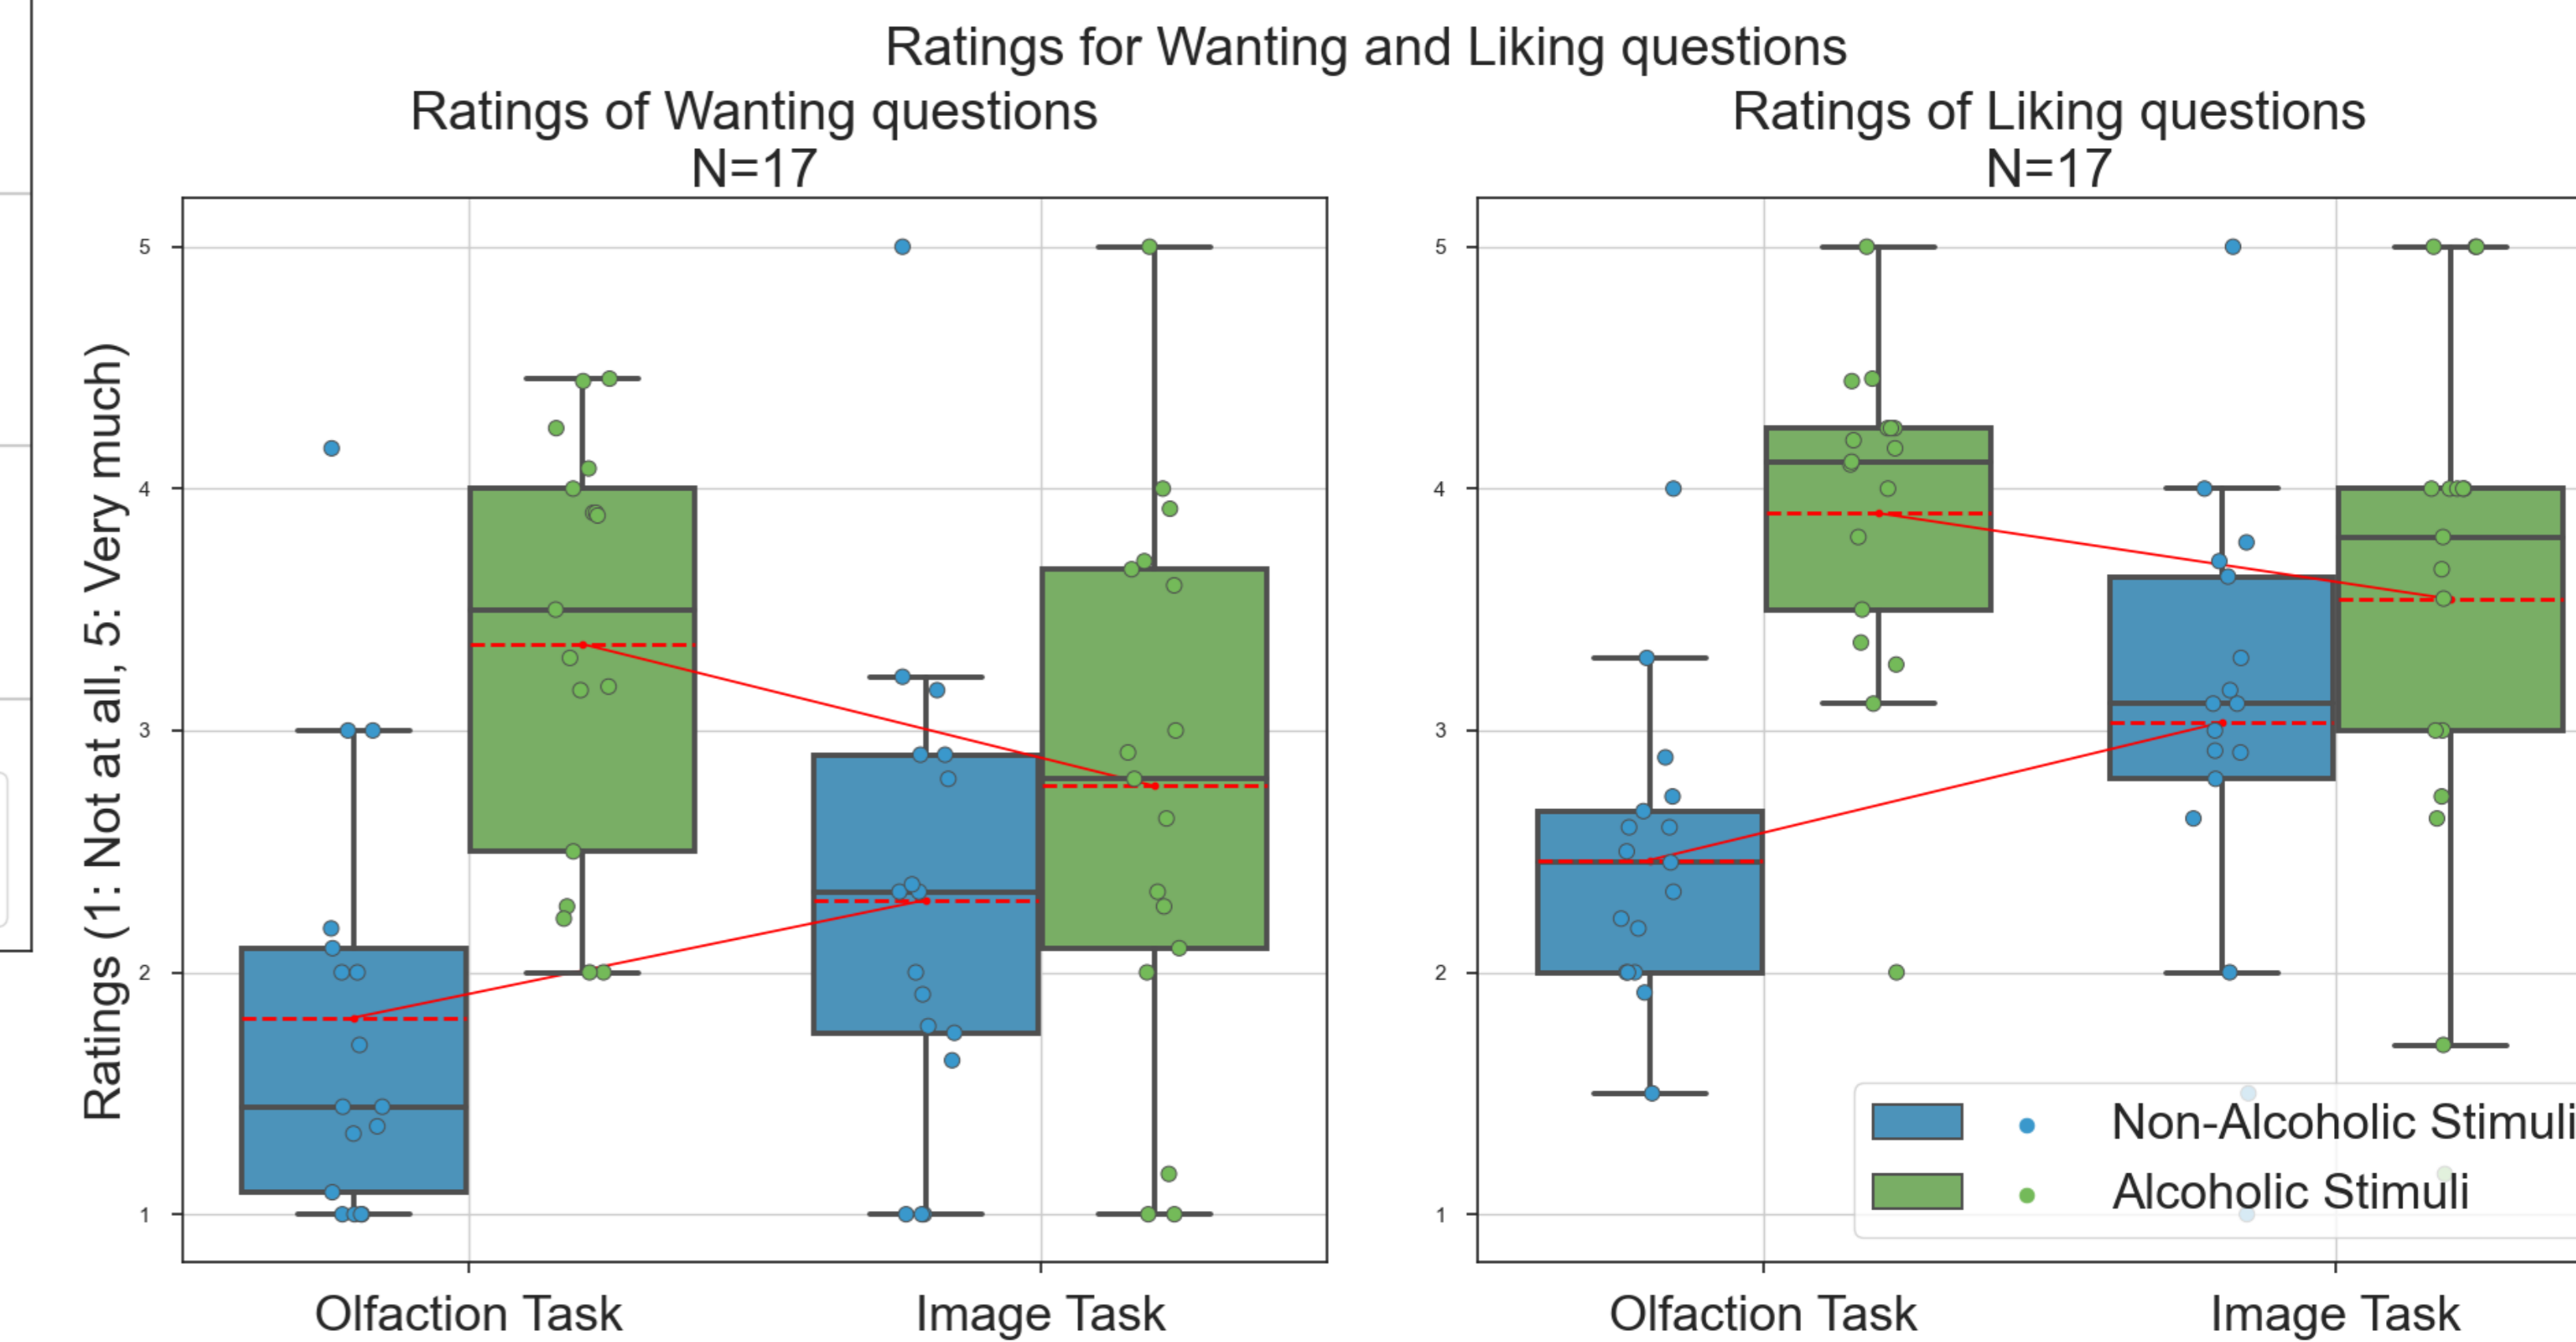 Ratings for Wanting and Liking questions
Ratings of Wanting questions
N=17
Ratings (1: Not at all, 5: Very much)
5
4
3
2
1
Olfaction Task
Image Task
Ratings of Liking questions
N=17
5
4
3
2
1
Non-Alcoholic Stimuli
Alcoholic Stimuli
Olfaction Task
Image Task